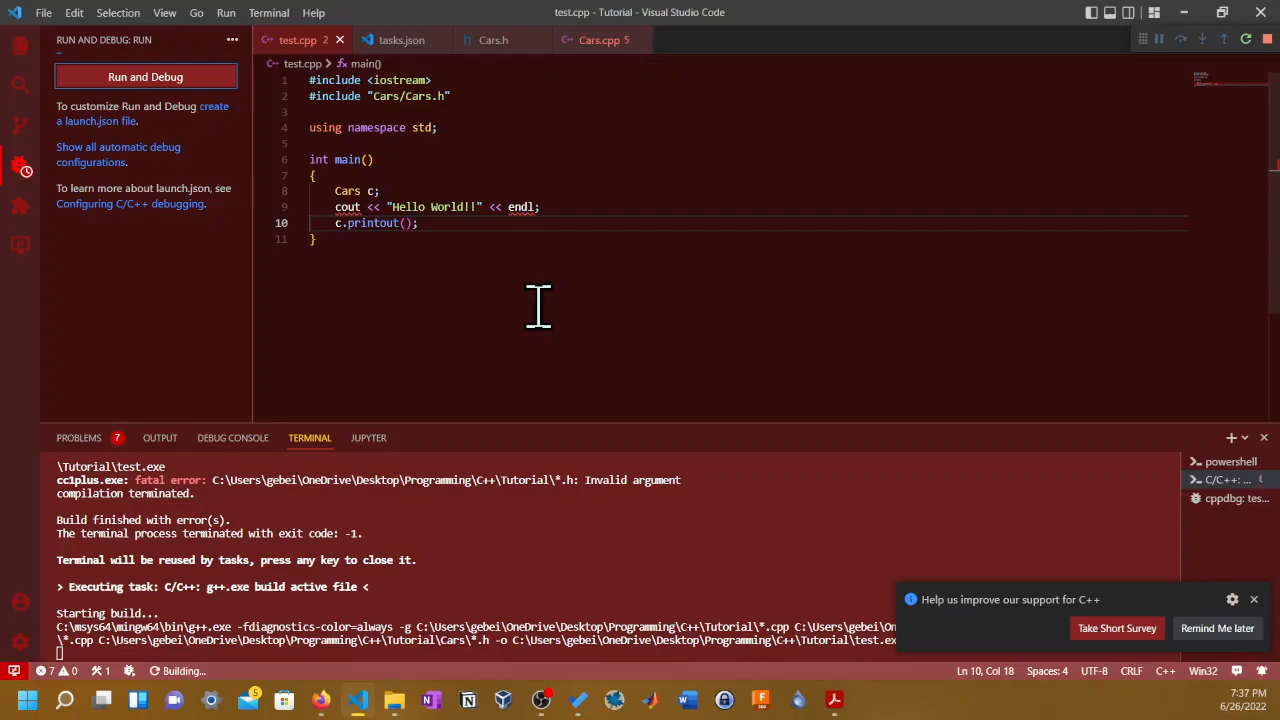 File Edit Selection View Go Run Terminal Help
test.cpp - Tutorial - Visual Studio Code
RUN AND DEBUG: RUN
test.cpp 2
tasks.json
Cars.h
Cars.cpp 5
test.cpp > main()
Run and Debug
To customize Run and Debug create
a launch.json file.
Show all automatic debug
configurations.
To learn more about launch.json, see
Configuring C/C++ debugging.
1 #include <iostream>
2 #include "Cars/Cars.h"
3
4 using namespace std;
5
6 int main()
7 {
8 Cars c;
9 cout << "Hello World!!" << endl;
10 c.printout();
11 }
PROBLEMS 7 OUTPUT DEBUG CONSOLE TERMINAL JUPYTER
\Tutorial\test.exe
cc1plus.exe: fatal error: C:\Users\gebei\OneDrive\Desktop\Programming\C++\Tutorial\*.h: Invalid argument
compilation terminated.
Build finished with error(s).
The terminal process terminated with exit code: -1.
Terminal will be reused by tasks, press any key to close it.
> Executing task: C/C++: g++.exe build active file <
Starting build...
C:\msys64\mingw64\bin\g++.exe -fdiagnostics-color=always -g C:\Users\gebei\OneDrive\Desktop\Programming\C++\Tutorial\*.cpp C:\Users\gebei\On
\*.cpp C:\Users\gebei\OneDrive\Desktop\Programming\C++\Tutorial\Cars\*.h -o C:\Users\gebei\OneDrive\Desktop\Programming\C++\Tutorial\test.ex
powershell
C/C++: ...
cppdbg: tes...
Help us improve our support for C++
Take Short Survey
Remind Me later
7 0 1 Building...
Ln 10, Col 18 Spaces: 4 UTF-8 CRLF C++ Win32
5
7:37 PM
6/26/2022